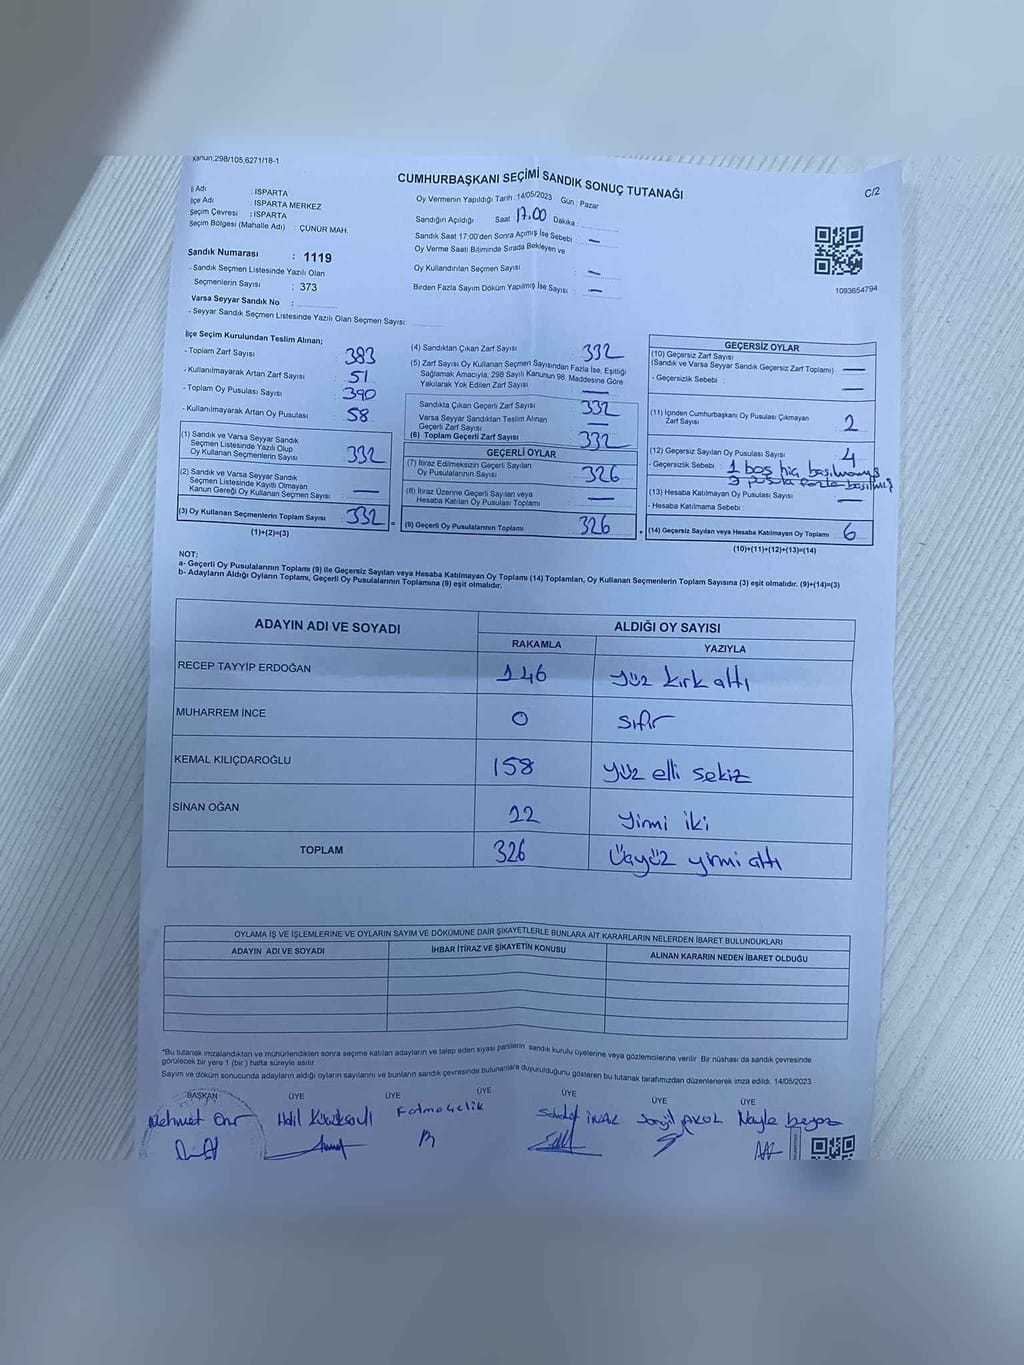 Kanun,298/105,6271/18-1
CUMHURBAŞKANI SEÇİMİ SANDIK SONUÇ TUTANAĞI
C/2
İl Adı : ISPARTA
İlçe Adı : ISPARTA MERKEZ
Seçim Çevresi : ISPARTA
Seçim Bölgesi (Mahalle Adı) : ÇÜNÜR MAH.
Sandık Numarası : 1119
- Sandık Seçmen Listesinde Yazılı Olan
Seçmenlerin Sayısı : 373
Varsa Seyyar Sandık No :
- Seyyar Sandık Seçmen Listesinde Yazılı Olan Seçmen Sayısı:
Oy Vermenin Yapıldığı Tarih : 14/05/2023 Gün : Pazar
Sandığın Açıldığı Saat 17.00 Dakika :
Sandık Saat 17.00'den Sonra Açılmış İse Sebebi : —
Oy Verme Saati Bitiminde Sırada Bekleyen ve
Oy Kullandırılan Seçmen Sayısı : —
Birden Fazla Sayım Döküm Yapılmış İse Sayısı : —
1093654794
İlçe Seçim Kurulundan Teslim Alınan;
- Toplam Zarf Sayısı 383
- Kullanılmayarak Artan Zarf Sayısı 51
- Toplam Oy Pusulası Sayısı 390
- Kullanılmayarak Artan Oy Pusulası 58
(1) Sandık ve Varsa Seyyar Sandık
Seçmen Listesinde Yazılı Olup
Oy Kullanan Seçmenlerin Sayısı 332
(2) Sandık ve Varsa Seyyar Sandık
Seçmen Listesinde Kayıtlı Olmayan
Kanun Gereği Oy Kullanan Seçmen Sayısı —
(3) Oy Kullanan Seçmenlerin Toplam Sayısı 332 =
(1)+(2)=(3)
(4) Sandıktan Çıkan Zarf Sayısı 332
(5) Zarf Sayısı Oy Kullanan Seçmen Sayısından Fazla İse, Eşitliği
Sağlamak Amacıyla; 298 Sayılı Kanunun 98. Maddesine Göre
Yakılarak Yok Edilen Zarf Sayısı —
Sandıkta Çıkan Geçerli Zarf Sayısı 332
Varsa Seyyar Sandıktan Teslim Alınan
Geçerli Zarf Sayısı —
(6) Toplam Geçerli Zarf Sayısı 332
GEÇERLİ OYLAR
(7) İtiraz Edilmeksizin Geçerli Sayılan
Oy Pusulalarının Sayısı 326
(8) İtiraz Üzerine Geçerli Sayılan veya
Hesaba Katılan Oy Pusulası Toplamı —
(9) Geçerli Oy Pusulalarının Toplamı 326 +
GEÇERSİZ OYLAR
(10) Geçersiz Zarf Sayısı
(Sandık ve Varsa Seyyar Sandık Geçersiz Zarf Toplamı) : —
- Geçersizlik Sebebi : —
(11) İçinden Cumhurbaşkanı Oy Pusulası Çıkmayan
Zarf Sayısı 2
(12) Geçersiz Sayılan Oy Pusulası Sayısı 4
- Geçersizlik Sebebi : 1 boş hiç basılmamış
3 pusula fazla basılmış
(13) Hesaba Katılmayan Oy Pusulası Sayısı —
- Hesaba Katılmama Sebebi :
(14) Geçersiz Sayılan veya Hesaba Katılmayan Oy Toplamı 6
(10)+(11)+(12)+(13)=(14)
NOT:
a- Geçerli Oy Pusulalarının Toplamı (9) ile Geçersiz Sayılan veya Hesaba Katılmayan Oy Toplamı (14) Toplamları, Oy Kullanan Seçmenlerin Toplam Sayısına (3) eşit olmalıdır. (9)+(14)=(3)
b- Adayların Aldığı Oyların Toplamı, Geçerli Oy Pusulalarının Toplamına (9) eşit olmalıdır.
ADAYIN ADI VE SOYADI ALDIĞI OY SAYISI
RAKAMLA YAZIYLA
RECEP TAYYİP ERDOĞAN 146 Yüz kırk altı
MUHARREM İNCE 0 sıfır
KEMAL KILIÇDAROĞLU 158 Yüz elli sekiz
SİNAN OĞAN 22 Yirmi iki
TOPLAM 326 Üçyüz yirmi altı
OYLAMA İŞ VE İŞLEMLERİNE VE OYLARIN SAYIM VE DÖKÜMÜNE DAİR ŞİKAYETLERLE BUNLARA AİT KARARLARIN NELERDEN İBARET BULUNDUKLARI
ADAYIN ADI VE SOYADI İHBAR İTİRAZ VE ŞİKAYETİN KONUSU ALINAN KARARIN NEDEN İBARET OLDUĞU
*Bu tutanak imzalandıktan ve mühürlendikten sonra seçime katılan adayların ve talep eden siyasi partilerin sandık kurulu üyelerine veya gözlemcilerine verilir. Bir nüshası da sandık çevresinde
görülecek bir yere 1 (bir) hafta süreyle asılır.
Sayım ve döküm sonucunda adayların aldığı oyların sayılarını ve bunların sandık çevresinde bulunanlara duyurulduğunu gösteren bu tutanak tarafımızdan düzenlenerek imza edildi. 14/05/2023
BAŞKAN ÜYE ÜYE ÜYE ÜYE ÜYE ÜYE
Mehmet Halil Fatma Çelik